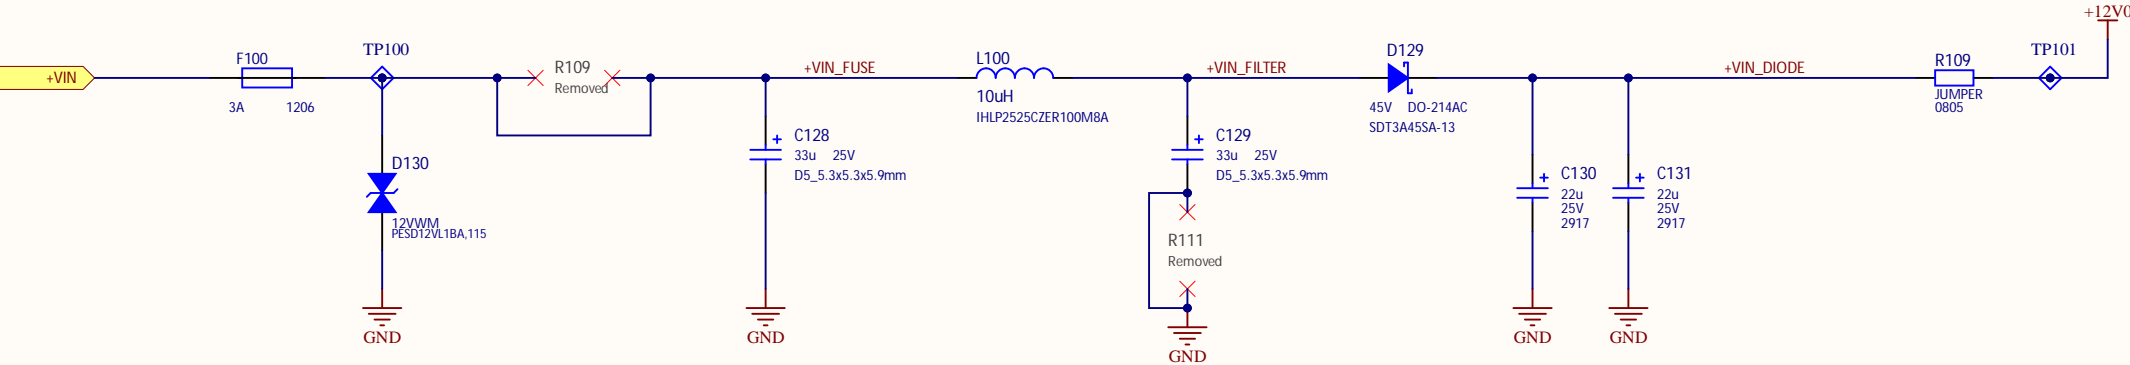 +VIN
F100
3A 1206
TP100
D130
12VWM
PESD12VL1BA,115
GND
R109
Removed
+VIN_FUSE
C128
33u 25V
D5_5.3x5.3x5.9mm
GND
L100
10uH
IHLP2525CZER100M8A
+VIN_FILTER
C129
33u 25V
D5_5.3x5.3x5.9mm
R111
Removed
GND
D129
45V DO-214AC
SDT3A45SA-13
+VIN_DIODE
C130
22u
25V
2917
GND
C131
22u
25V
2917
GND
R109
JUMPER
0805
TP101
+12V0